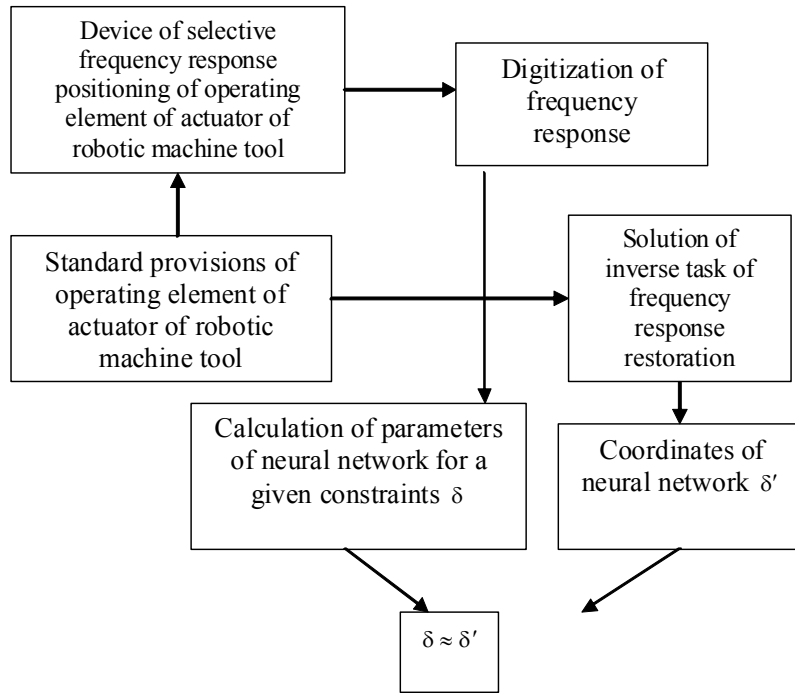 Device of selective
frequency response
positioning of operating
element of actuator of
robotic machine tool
Digitization of
frequency
response
Standard provisions of
operating element of
actuator of robotic
machine tool
Solution of
inverse task of
frequency
response
restoration
Calculation of parameters
of neural network for a
given constraints δ
Coordinates of
neural network δ′
δ ≈ δ′